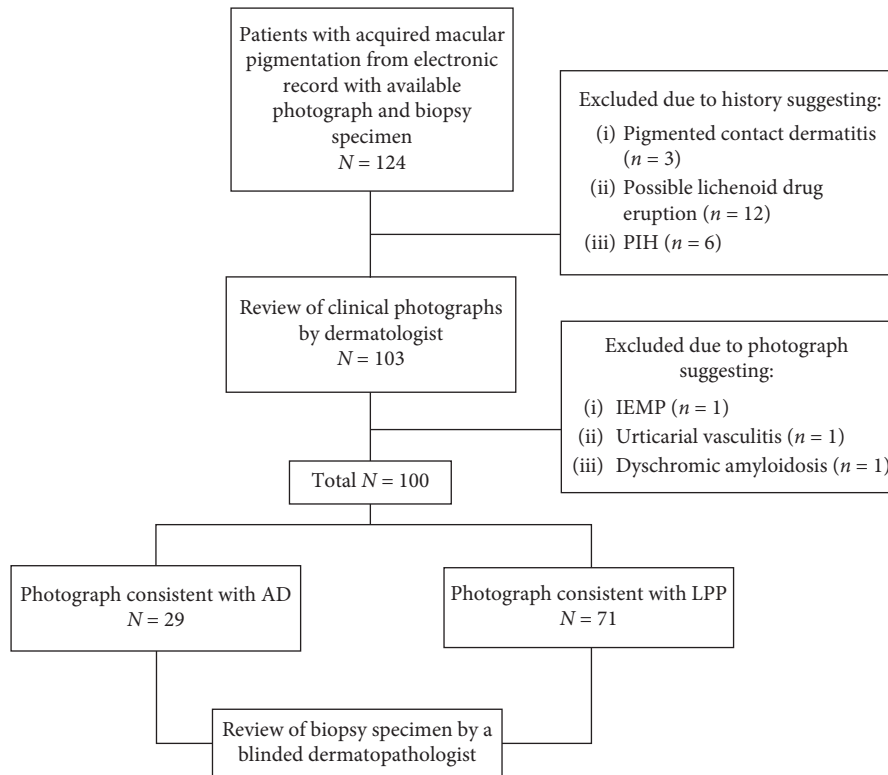 Patients with acquired macular
pigmentation from electronic
record with available
photograph and biopsy
specimen
N = 124
Excluded due to history suggesting:
(i) Pigmented contact dermatitis
(n = 3)
(ii) Possible lichenoid drug
eruption (n = 12)
(iii) PIH (n = 6)
Review of clinical photographs
by dermatologist
N = 103
Excluded due to photograph
suggesting:
(i) IEMP (n = 1)
(ii) Urticarial vasculitis (n = 1)
(iii) Dyschromic amyloidosis (n = 1)
Total N = 100
Photograph consistent with AD
N = 29
Photograph consistent with LPP
N = 71
Review of biopsy specimen by a
blinded dermatopathologist